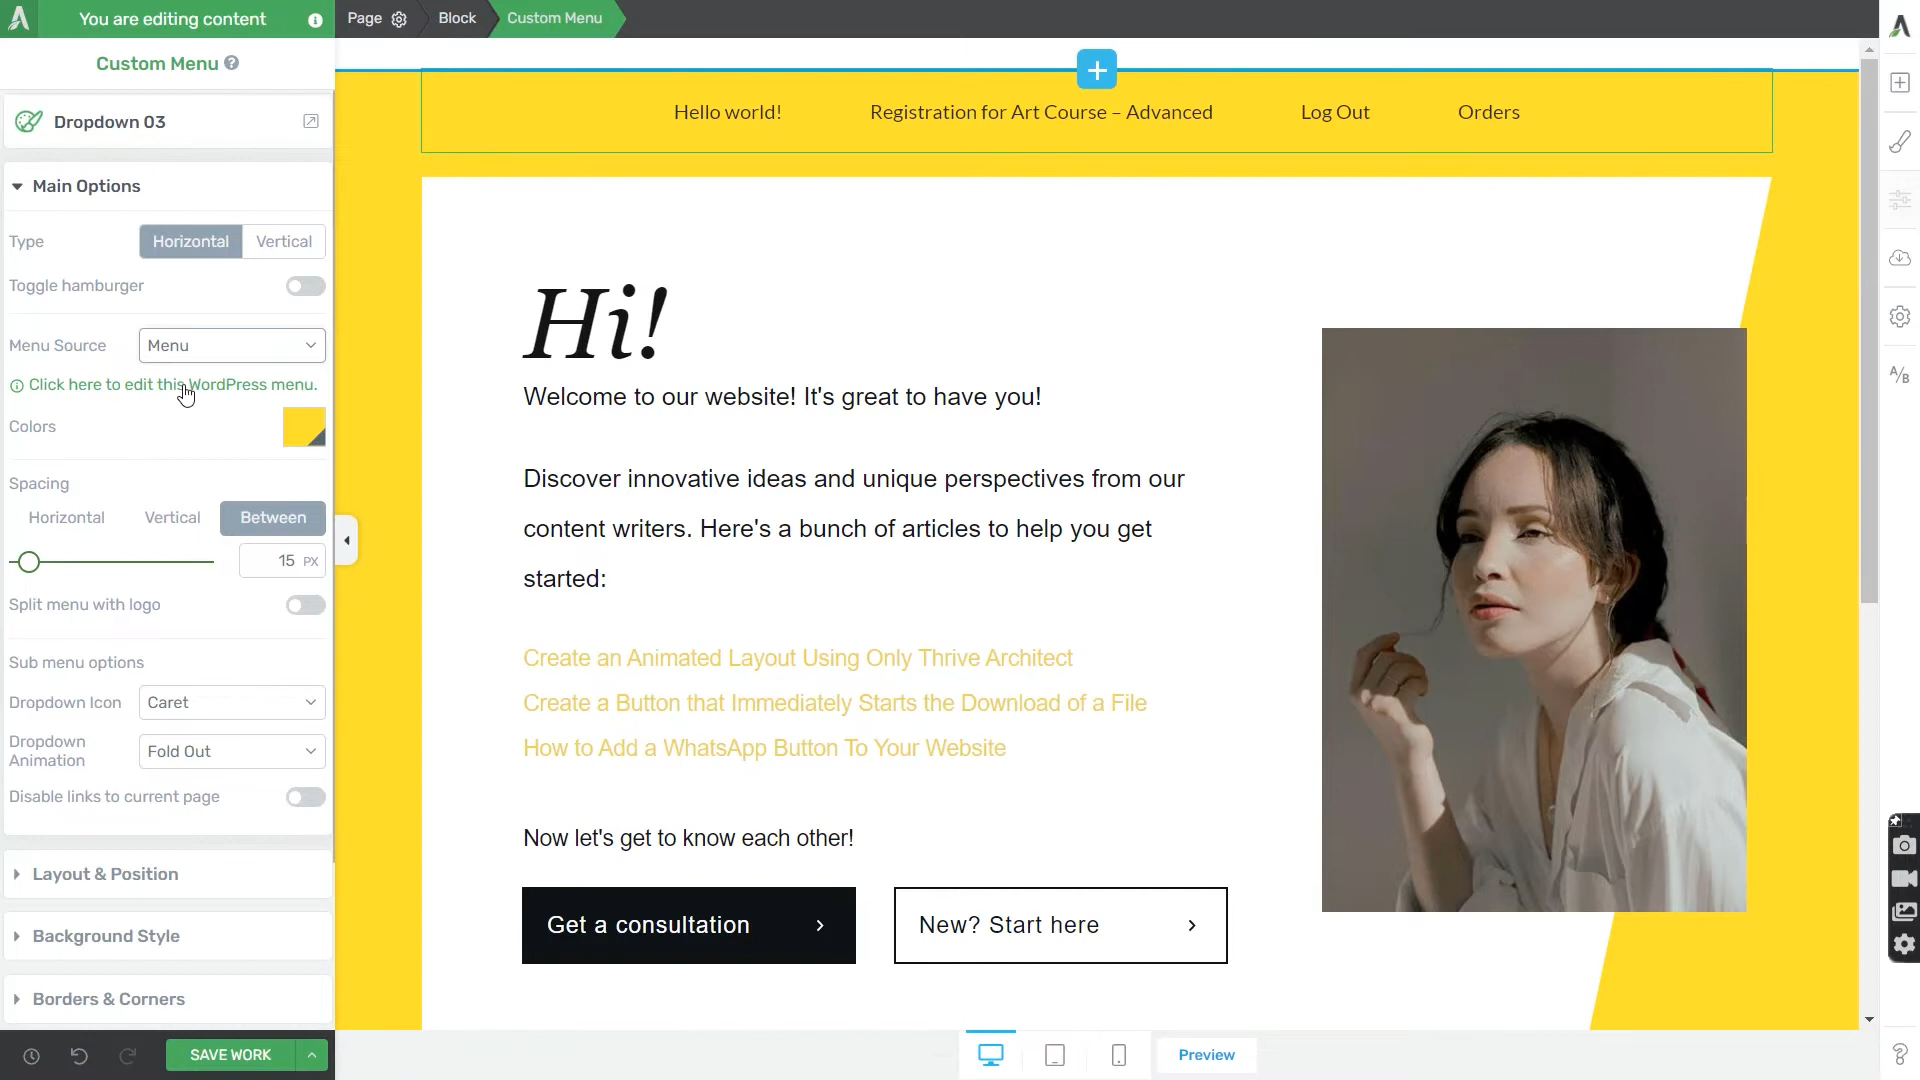 You are editing content
Page
Block
Custom Menu
Custom Menu
Dropdown 03
Main Options
Type
Horizontal
Vertical
Toggle hamburger
Menu Source
Menu
Click here to edit this WordPress menu.
Colors
Spacing
Horizontal
Vertical
Between
15 PX
Split menu with logo
Sub menu options
Dropdown Icon
Caret
Dropdown
Animation
Fold Out
Disable links to current page
Layout & Position
Background Style
Borders & Corners
SAVE WORK
Hello world!
Registration for Art Course – Advanced
Log Out
Orders
Hi!
Welcome to our website! It's great to have you!
Discover innovative ideas and unique perspectives from our
content writers. Here's a bunch of articles to help you get
started:
Create an Animated Layout Using Only Thrive Architect
Create a Button that Immediately Starts the Download of a File
How to Add a WhatsApp Button To Your Website
Now let's get to know each other!
Get a consultation
New? Start here
Preview
A/B